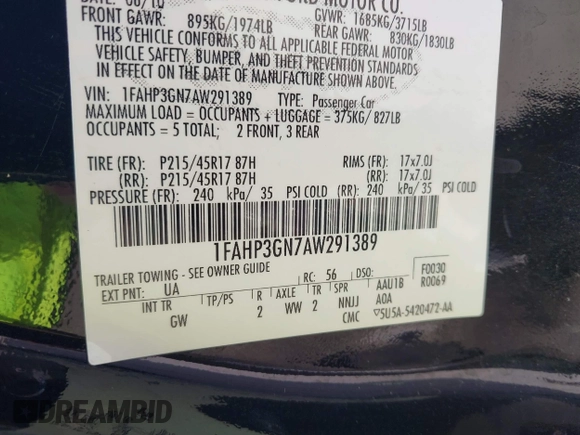 FORD MOTOR CO.
FRONT GAWR: 895KG/1974LB GVWR: 1685KG/3715LB
REAR GAWR: 830KG/1830LB
THIS VEHICLE CONFORMS TO ALL APPLICABLE FEDERAL MOTOR
VEHICLE SAFETY, BUMPER, AND THEFT PREVENTION STANDARDS
IN EFFECT ON THE DATE OF MANUFACTURE SHOWN ABOVE.
VIN: 1FAHP3GN7AW291389 TYPE: Passenger Car
MAXIMUM LOAD = OCCUPANTS + LUGGAGE = 375KG/ 827LB
OCCUPANTS = 5 TOTAL; 2 FRONT, 3 REAR
TIRE (FR): P215/45R17 87H RIMS (FR): 17x7.0J
(RR): P215/45R17 87H (RR): 17x7.0J
PRESSURE (FR): 240 kPa/ 35 PSI COLD (RR): 240 kPa/ 35 PSI COLD
1FAHP3GN7AW291389
TRAILER TOWING - SEE OWNER GUIDE
EXT PNT: UA RC: 56 F0030
INT TR TP/PS R AXLE TR SPR AAU1B R0069
GW 2 WW 2 NNJJ A0A
CMC ▽5U5A-5420472-AA
DREAMBID